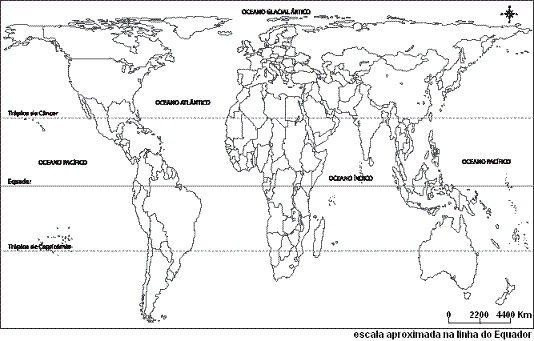 OCEANO GLACIAL ÁRTICO
OCEANO ATLÂNTICO
Trópico de Câncer
OCEANO PACÍFICO
OCEANO PACÍFICO
OCEANO ÍNDICO
Equador
Trópico de Capricórnio
0 2200 4400 Km
escala aproximada na linha do Equador